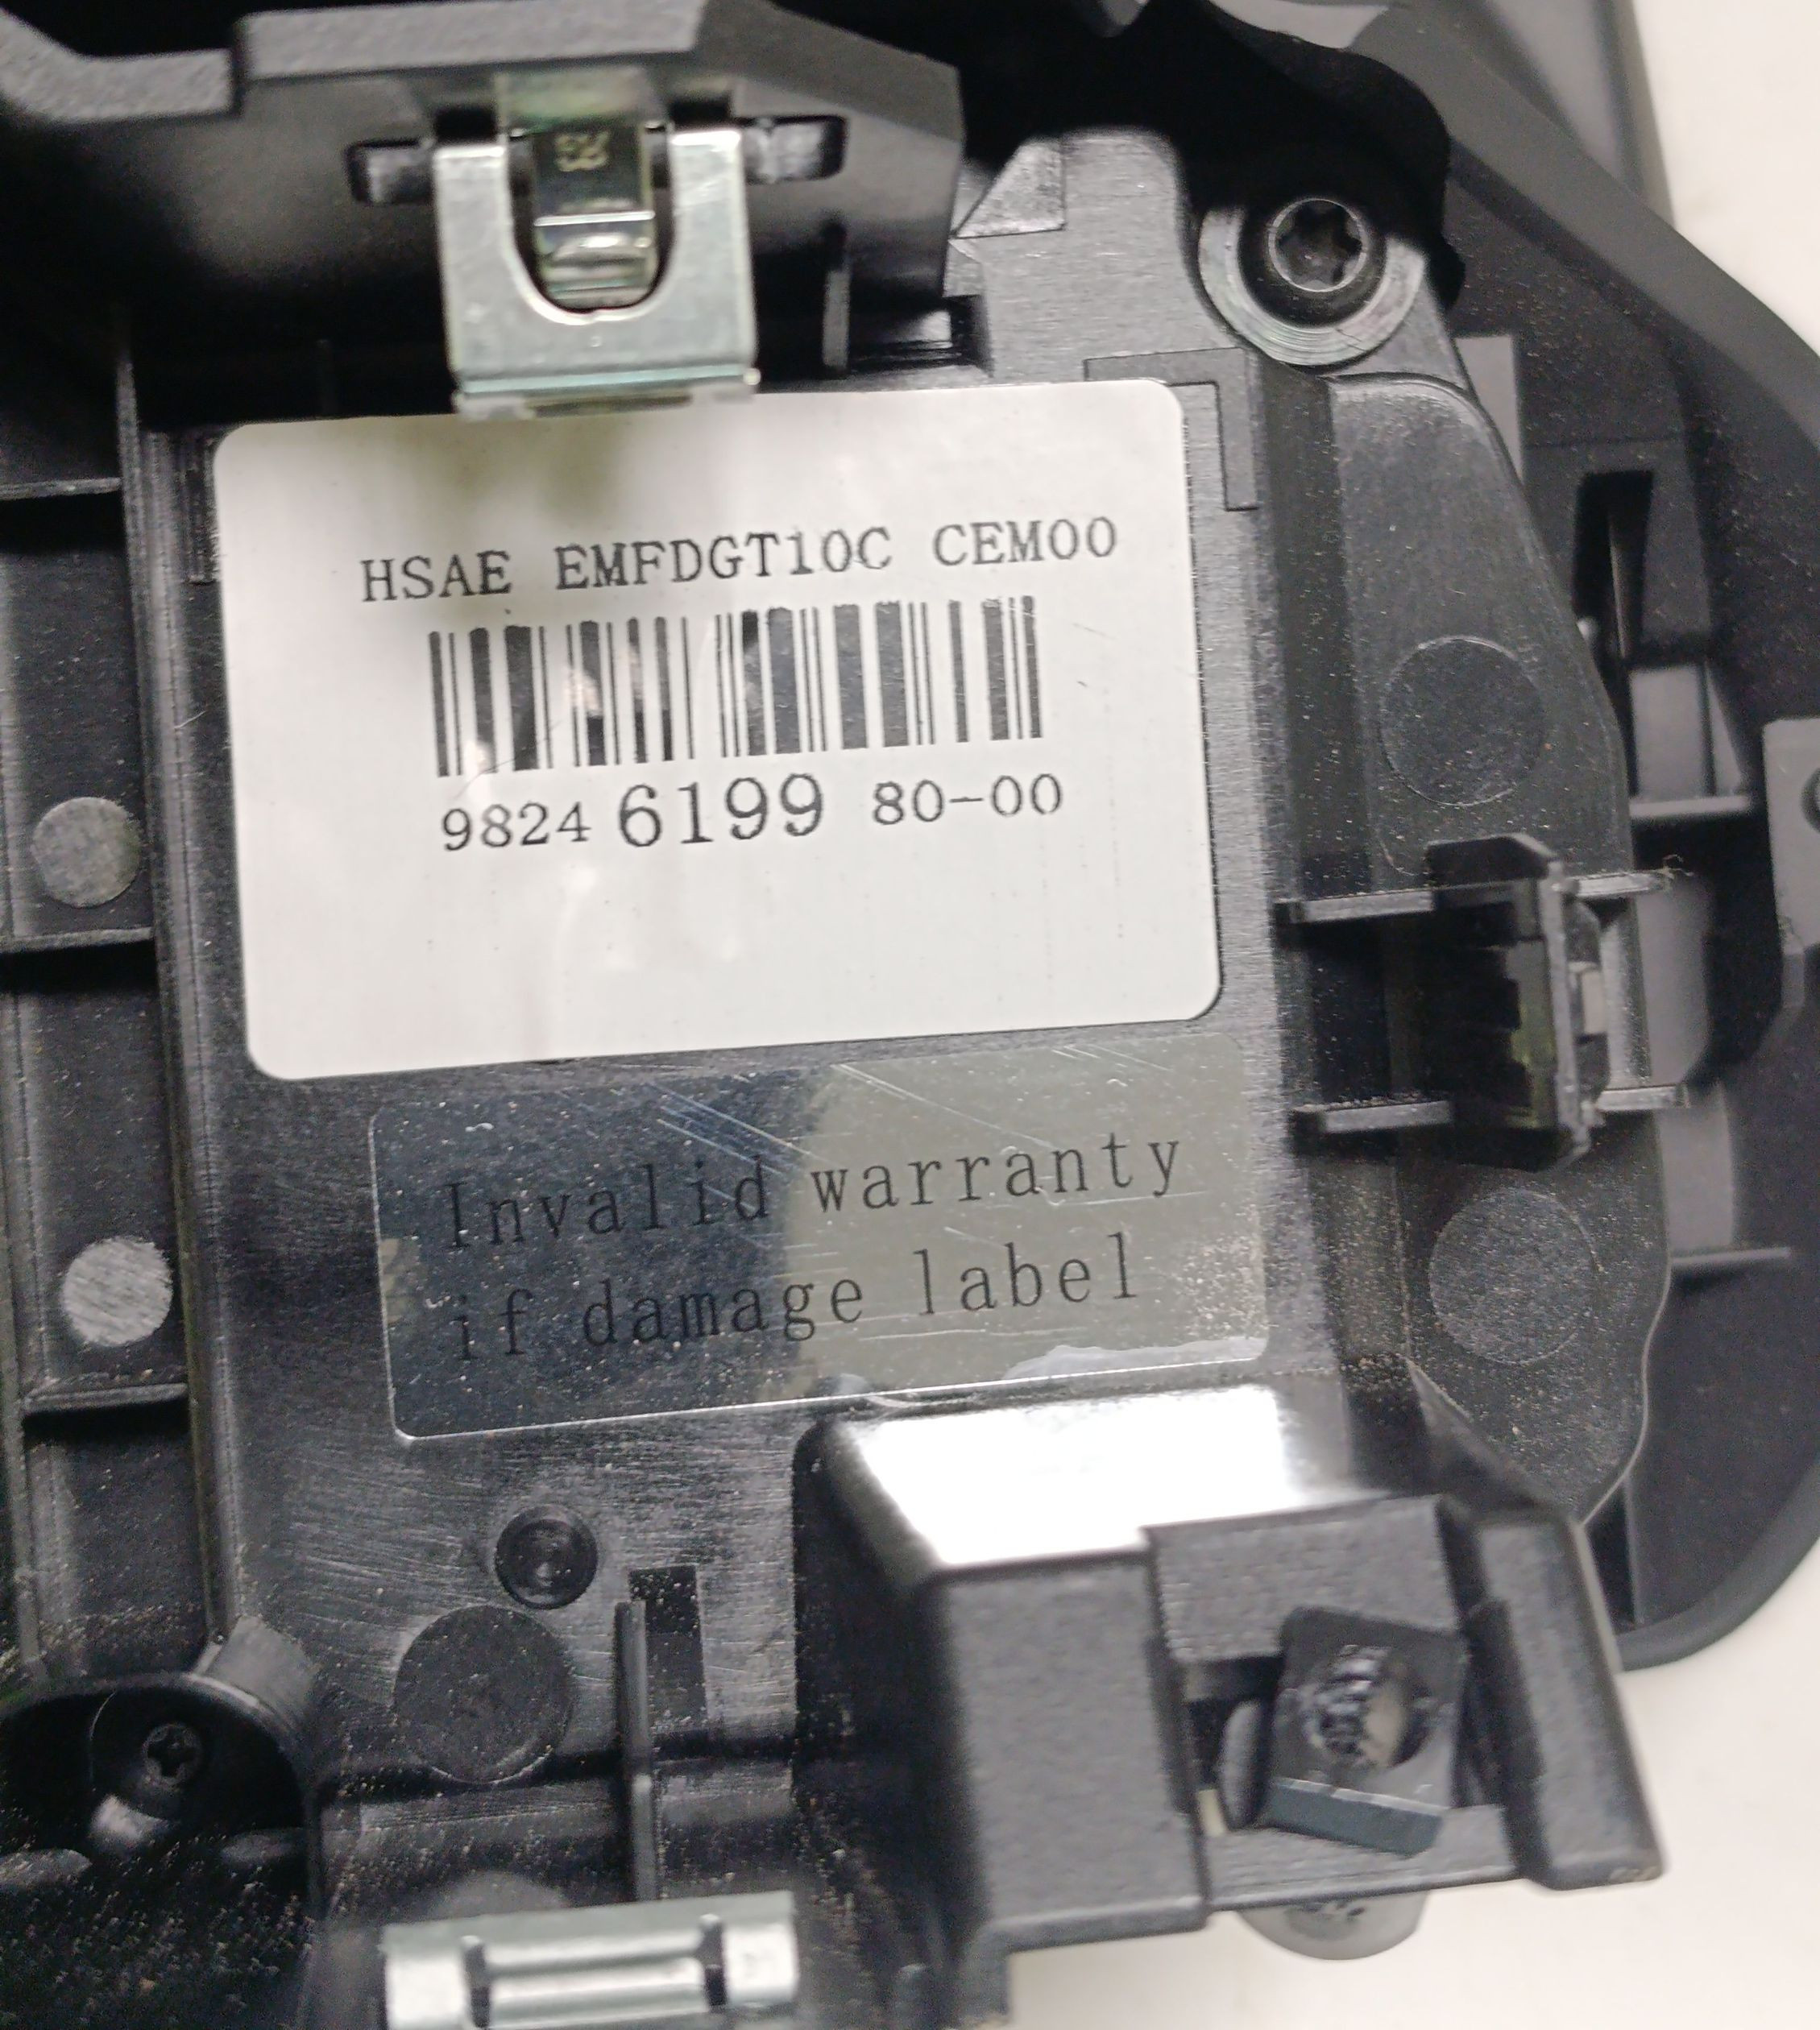 HSAE EMFDGT10C CEM00
9824 6199 80-00
Invalid warranty
if damage label